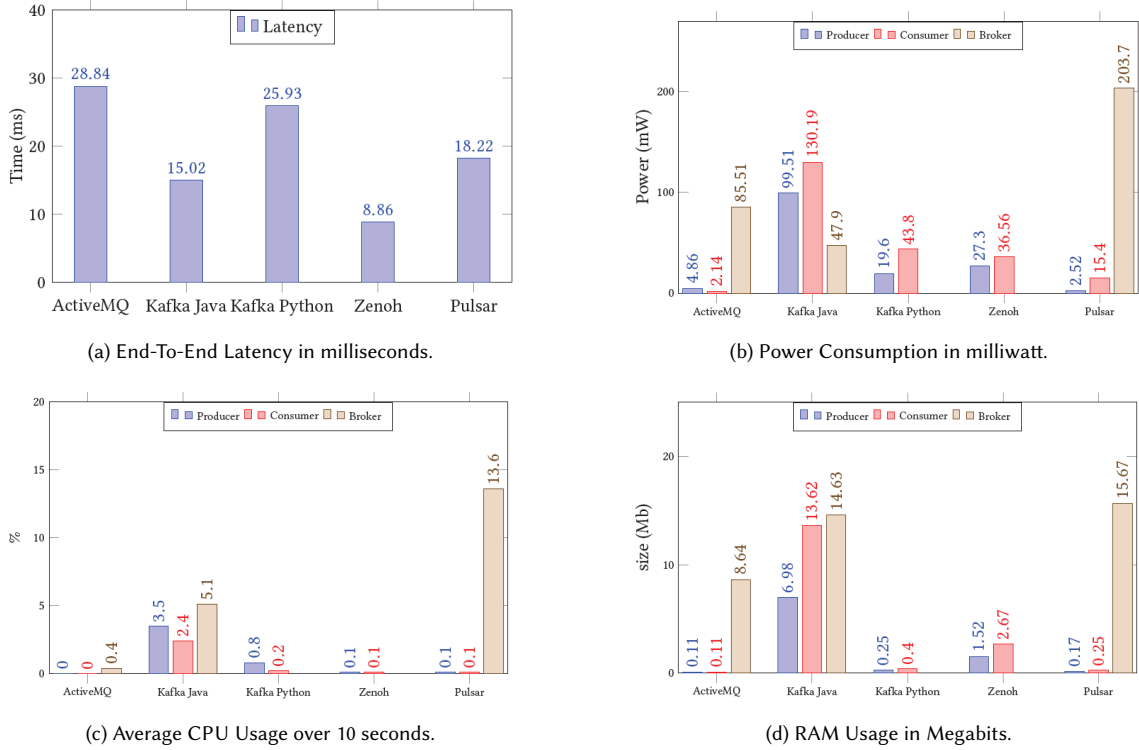 40
30
20
10
0
Time (ms)
Latency
28.84
15.02
25.93
8.86
18.22
ActiveMQ Kafka Java Kafka Python Zenoh Pulsar
(a) End-To-End Latency in milliseconds.
200
100
0
Power (mW)
Producer Consumer Broker
4.86 2.14 85.51
99.51 130.19 47.9
19.6 43.8
27.3 36.56
2.52 15.4 203.7
ActiveMQ Kafka Java Kafka Python Zenoh Pulsar
(b) Power Consumption in milliwatt.
20
15
10
5
0
%
Producer Consumer Broker
0 0 0.4
3.5 2.4 5.1
0.8 0.2
0.1 0.1
0.1 0.1 13.6
ActiveMQ Kafka Java Kafka Python Zenoh Pulsar
(c) Average CPU Usage over 10 seconds.
20
10
0
size (Mb)
Producer Consumer Broker
0.11 0.11 8.64
6.98 13.62 14.63
0.25 0.4
1.52 2.67
0.17 0.25 15.67
ActiveMQ Kafka Java Kafka Python Zenoh Pulsar
(d) RAM Usage in Megabits.